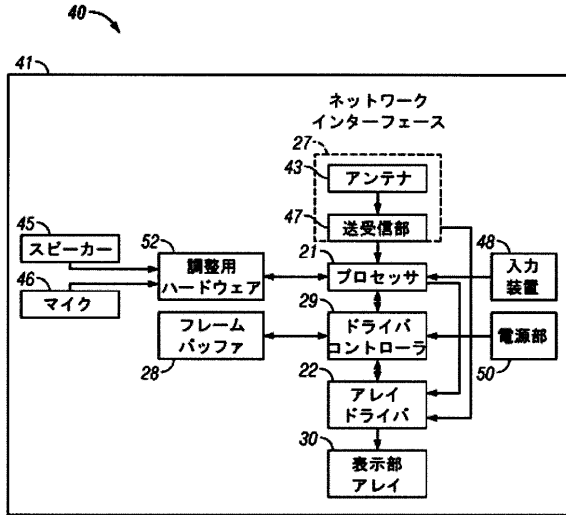 40
41
ネットワーク
インターフェース
27
43
アンテナ
47
送受信部
45
スピーカー
52
調整用
ハードウェア
21
プロセッサ
48
入力
装置
46
マイク
29
フレーム
バッファ
28
ドライバ
コントローラ
電源部
50
22
アレイ
ドライバ
30
表示部
アレイ